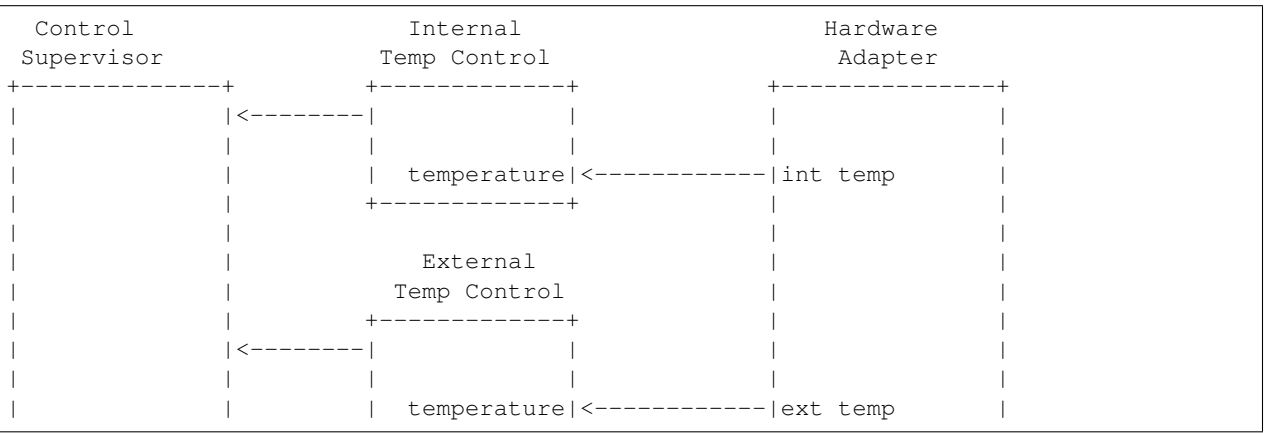 Control Internal Hardware
Supervisor Temp Control Adapter
+--------------+ +-------------+ +---------------+
| |<--------| | | |
| | | | | |
| | | temperature|<------------|int temp |
| | +-------------+ | |
| | | |
| | External | |
| | Temp Control | |
| | +-------------+ | |
| |<--------| | | |
| | | | | |
| | | temperature|<------------|ext temp |